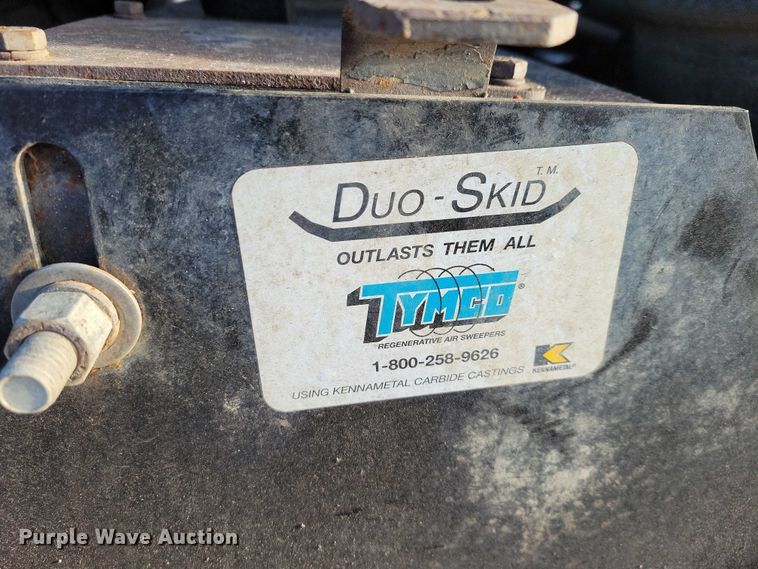 DUO-SKID T.M.
OUTLASTS THEM ALL
TYMCO®
REGENERATIVE AIR SWEEPERS
1-800-258-9626
USING KENNAMETAL CARBIDE CASTINGS
KENNAMETAL®
Purple Wave Auction®